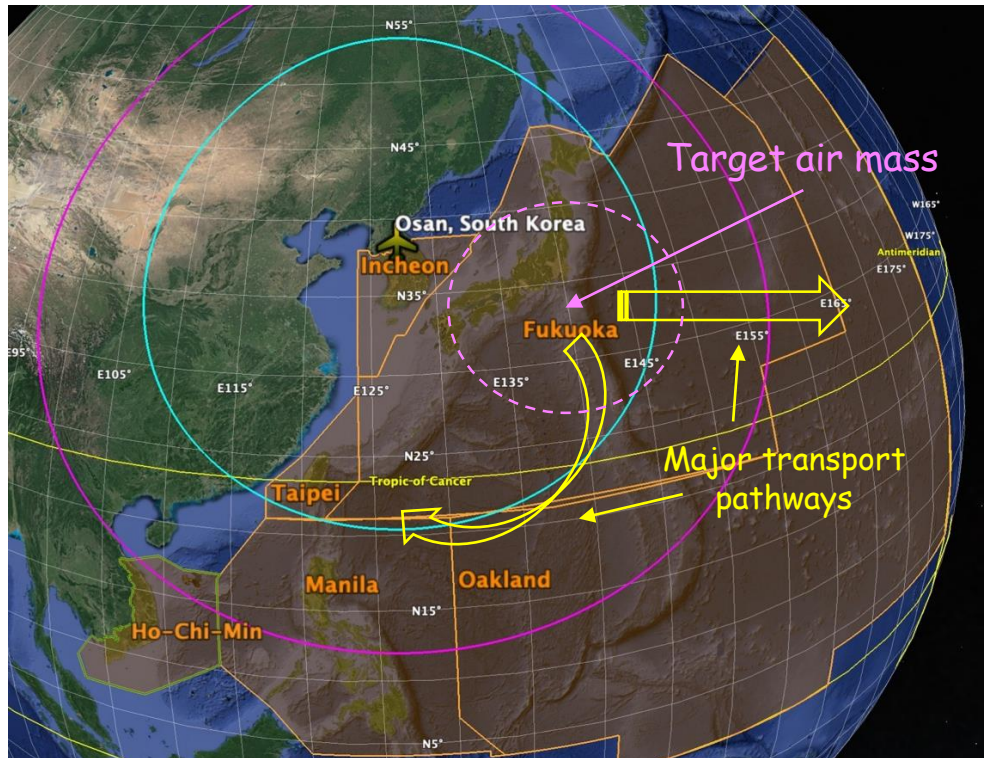 N55°
N45°
Target air mass
W165°
Osan, South Korea
W175°
Antimeridian
Incheon
E175°
N35°
E165°
Fukuoka
E155°
E95°
E105°
E145°
E115°
E125°
E135°
N25°
Major transport
pathways
Tropic of Cancer
Taipei
Manila
Oakland
N15°
Ho-Chi-Min
N5°